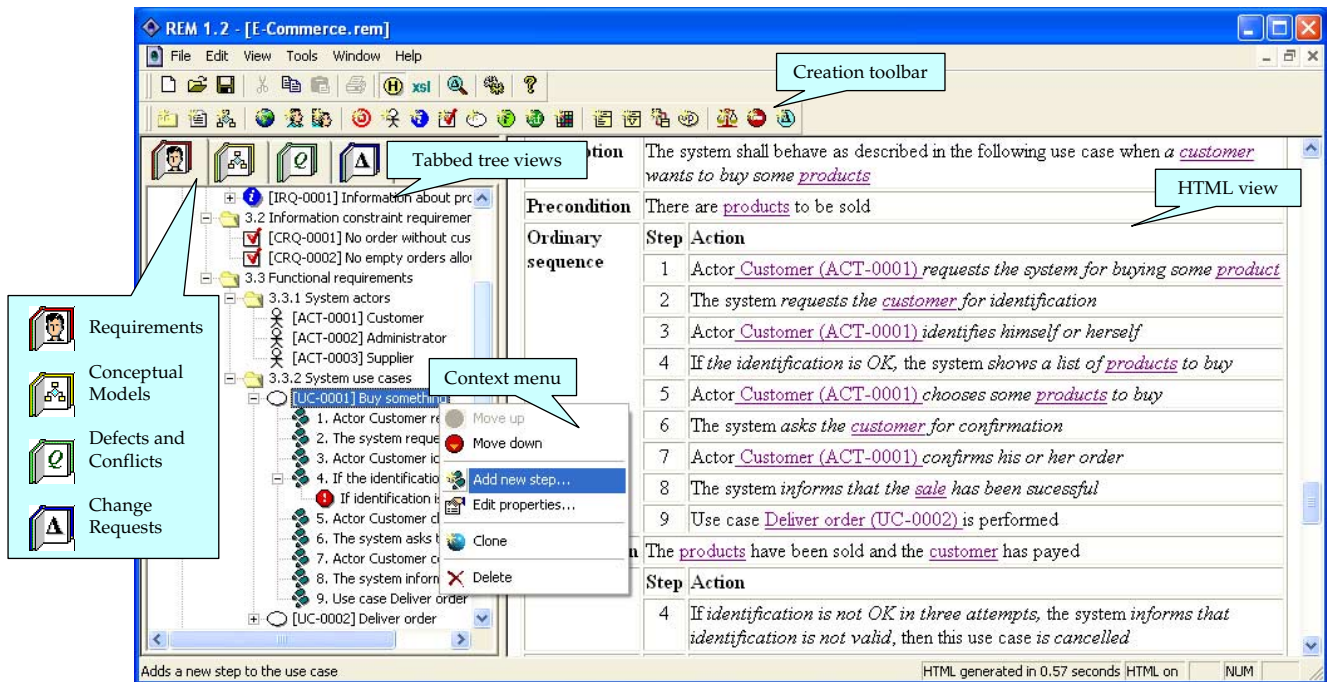 REM 1.2 - [E-Commerce.rem]
File Edit View Tools Window Help
H xsl
Creation toolbar
Q A Tabbed tree views
[IRQ-0001] Information about prc
3.2 Information constraint requiremer
[CRQ-0001] No order without cus
[CRQ-0002] No empty orders allo
3.3 Functional requirements
3.3.1 System actors
[ACT-0001] Customer
[ACT-0002] Administrator
[ACT-0003] Supplier
3.3.2 System use cases
[UC-0001] Buy something
1. Actor Customer re
2. The system reque
3. Actor Customer ic
4. If the identificatio
If identification i
5. Actor Customer cl
6. The system asks t
7. Actor Customer co
8. The system inforn
9. Use case Deliver order
[UC-0002] Deliver order
Requirements
Conceptual
Models
Q Defects and
Conflicts
A Change
Requests
Context menu
Move up
Move down
Add new step...
Edit properties...
Clone
Delete
HTML view
ption The system shall behave as described in the following use case when a customer
wants to buy some products
Precondition There are products to be sold
Ordinary sequence Step Action
1 Actor Customer (ACT-0001) requests the system for buying some product
2 The system requests the customer for identification
3 Actor Customer (ACT-0001) identifies himself or herself
4 If the identification is OK, the system shows a list of products to buy
5 Actor Customer (ACT-0001) chooses some products to buy
6 The system asks the customer for confirmation
7 Actor Customer (ACT-0001) confirms his or her order
8 The system informs that the sale has been sucessful
9 Use case Deliver order (UC-0002) is performed
n The products have been sold and the customer has payed
Step Action
4 If identification is not OK in three attempts, the system informs that
identification is not valid, then this use case is cancelled
Adds a new step to the use case
HTML generated in 0.57 seconds HTML on NUM